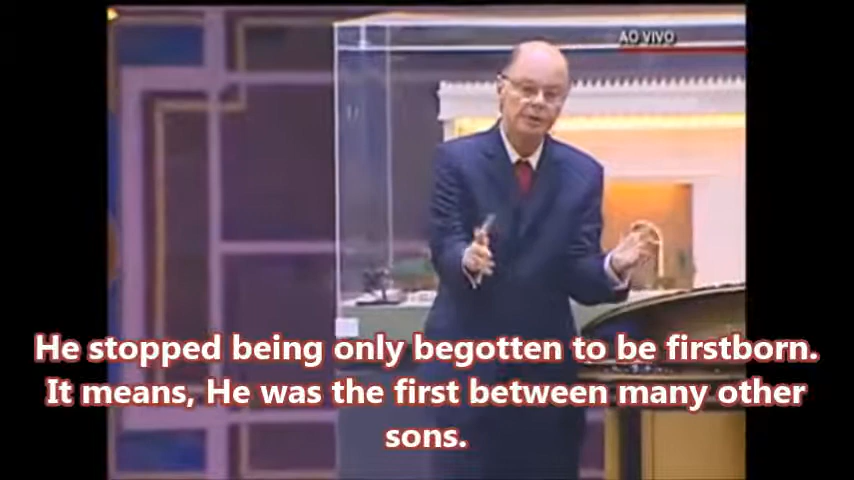 AO VIVO
He stopped being only begotten to be firstborn.
It means, He was the first between many other
sons.